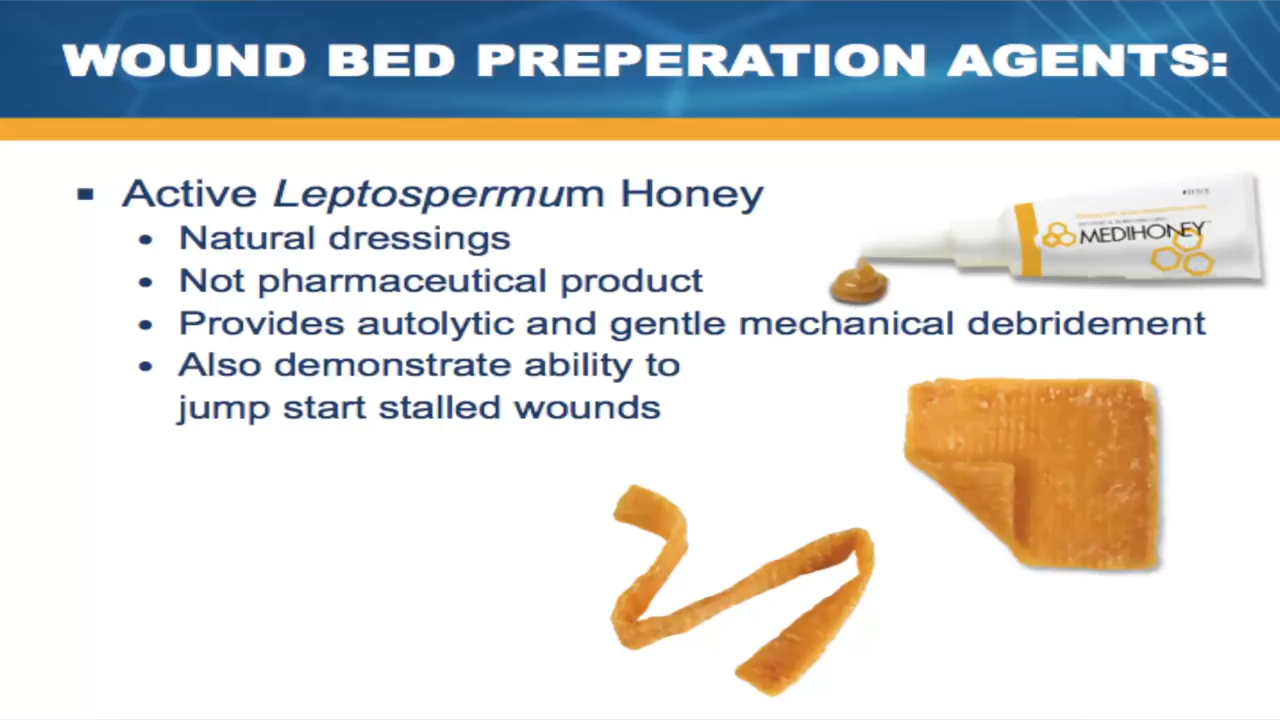 WOUND BED PREPERATION AGENTS:
Active Leptospermum Honey
• Natural dressings
• Not pharmaceutical product
• Provides autolytic and gentle mechanical debridement
• Also demonstrate ability to
jump start stalled wounds
MEDIHONEY